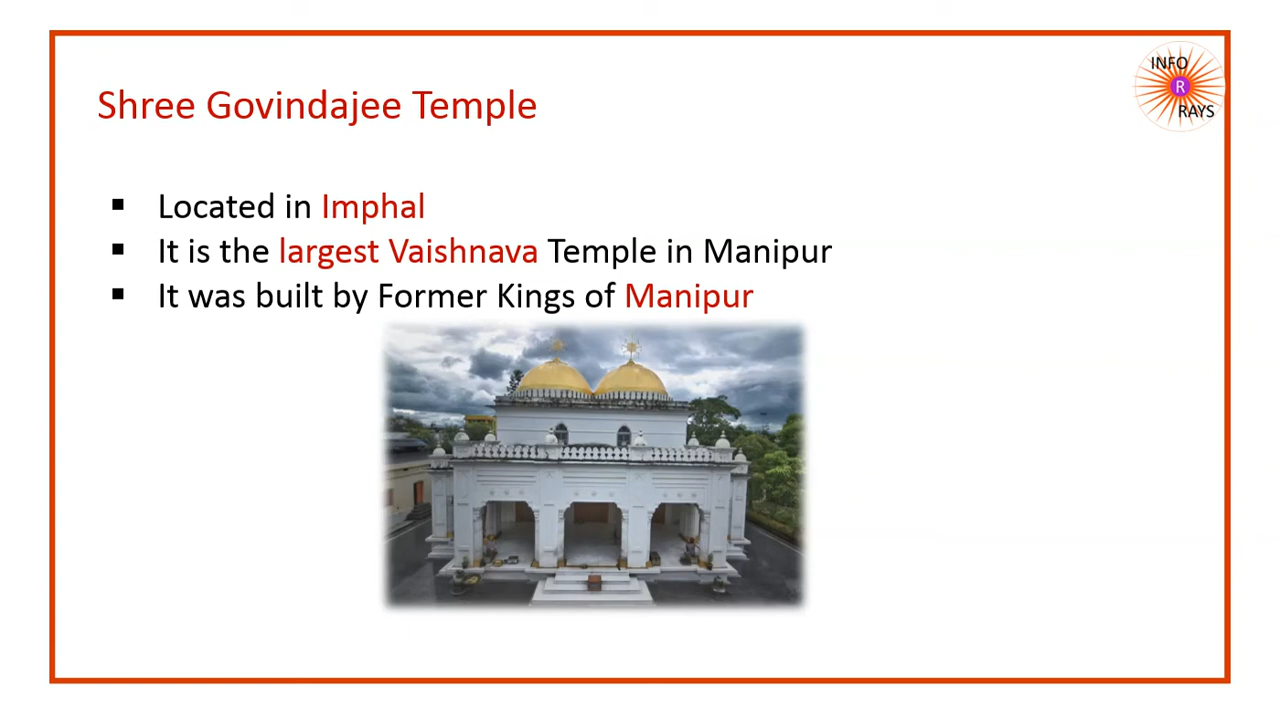 INFO
R
RAYS
Shree Govindajee Temple
▪ Located in Imphal
▪ It is the largest Vaishnava Temple in Manipur
▪ It was built by Former Kings of Manipur